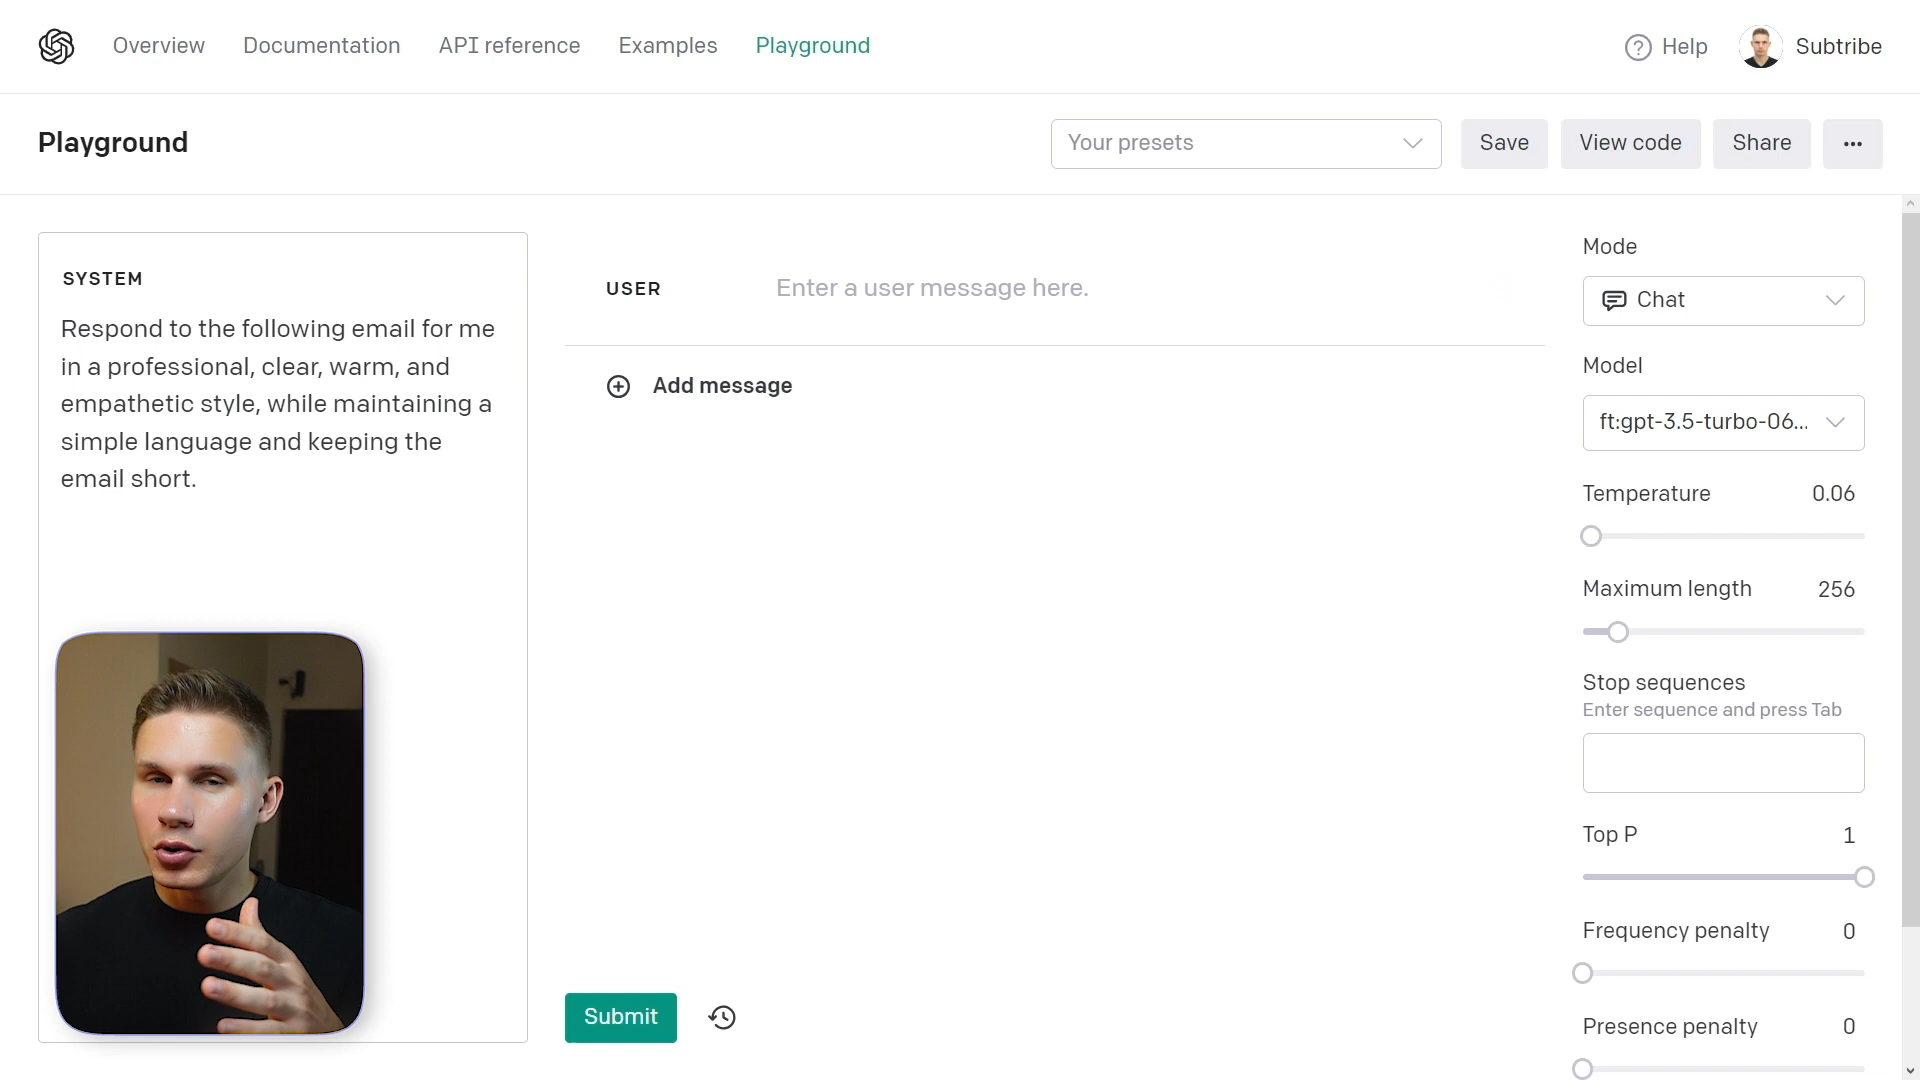 Overview Documentation API reference Examples Playground
? Help Subtribe
Playground
Your presets
Save
View code
Share
SYSTEM
Respond to the following email for me
in a professional, clear, warm, and
empathetic style, while maintaining a
simple language and keeping the
email short.
USER Enter a user message here.
Add message
Submit
Mode
Chat
Model
ft:gpt-3.5-turbo-06...
Temperature 0.06
Maximum length 256
Stop sequences
Enter sequence and press Tab
Top P 1
Frequency penalty 0
Presence penalty 0